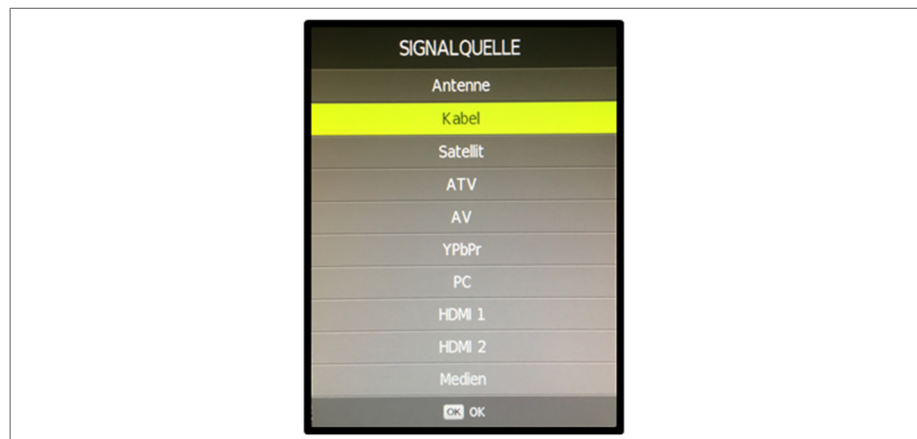 SIGNALQUELLE
Antenne
Kabel
Satellit
ATV
AV
YPbPr
PC
HDMI 1
HDMI 2
Medien
OK OK